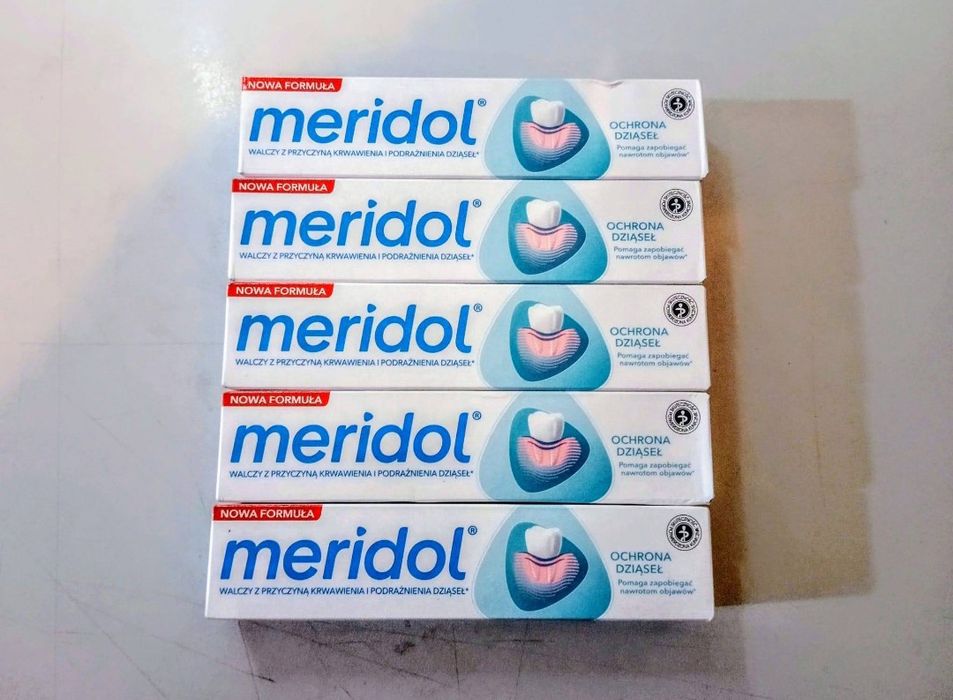 NOWA FORMUŁA
meridol®
WALCZY Z PRZYCZYNĄ KRWAWIENIA I PODRAŻNIENIA DZIĄSEŁ*
OCHRONA
DZIĄSEŁ
Pomaga zapobiegać
nawrotom objawów*
NOWA FORMUŁA
meridol®
WALCZY Z PRZYCZYNĄ KRWAWIENIA I PODRAŻNIENIA DZIĄSEŁ*
OCHRONA
DZIĄSEŁ
Pomaga zapobiegać
nawrotom objawów*
NOWA FORMUŁA
meridol®
WALCZY Z PRZYCZYNĄ KRWAWIENIA I PODRAŻNIENIA DZIĄSEŁ*
OCHRONA
DZIĄSEŁ
Pomaga zapobiegać
nawrotom objawów*
NOWA FORMUŁA
meridol®
WALCZY Z PRZYCZYNĄ KRWAWIENIA I PODRAŻNIENIA DZIĄSEŁ*
OCHRONA
DZIĄSEŁ
Pomaga zapobiegać
nawrotom objawów*
NOWA FORMUŁA
meridol®
WALCZY Z PRZYCZYNĄ KRWAWIENIA I PODRAŻNIENIA DZIĄSEŁ*
OCHRONA
DZIĄSEŁ
Pomaga zapobiegać
nawrotom objawów*